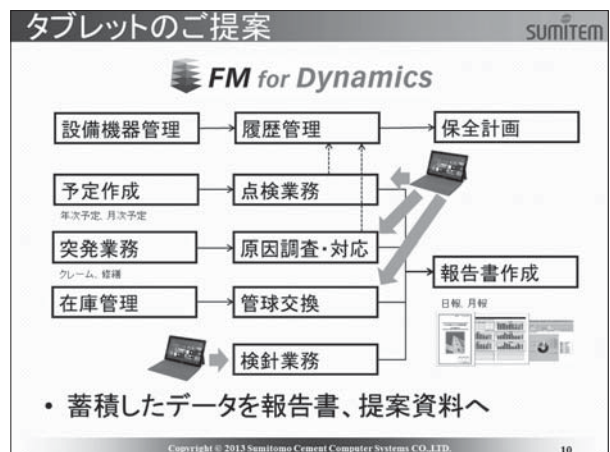 タブレットのご提案
SUMITEM
FM for Dynamics
設備機器管理
履歴管理
保全計画
予定作成
点検業務
年次予定, 月次予定
突発業務
原因調査・対応
クレーム, 修繕
報告書作成
在庫管理
管球交換
日報, 月報
検針業務
• 蓄積したデータを報告書、提案資料へ
Copyright © 2013 Sumitomo Cement Computer Systems CO.,LTD.
10